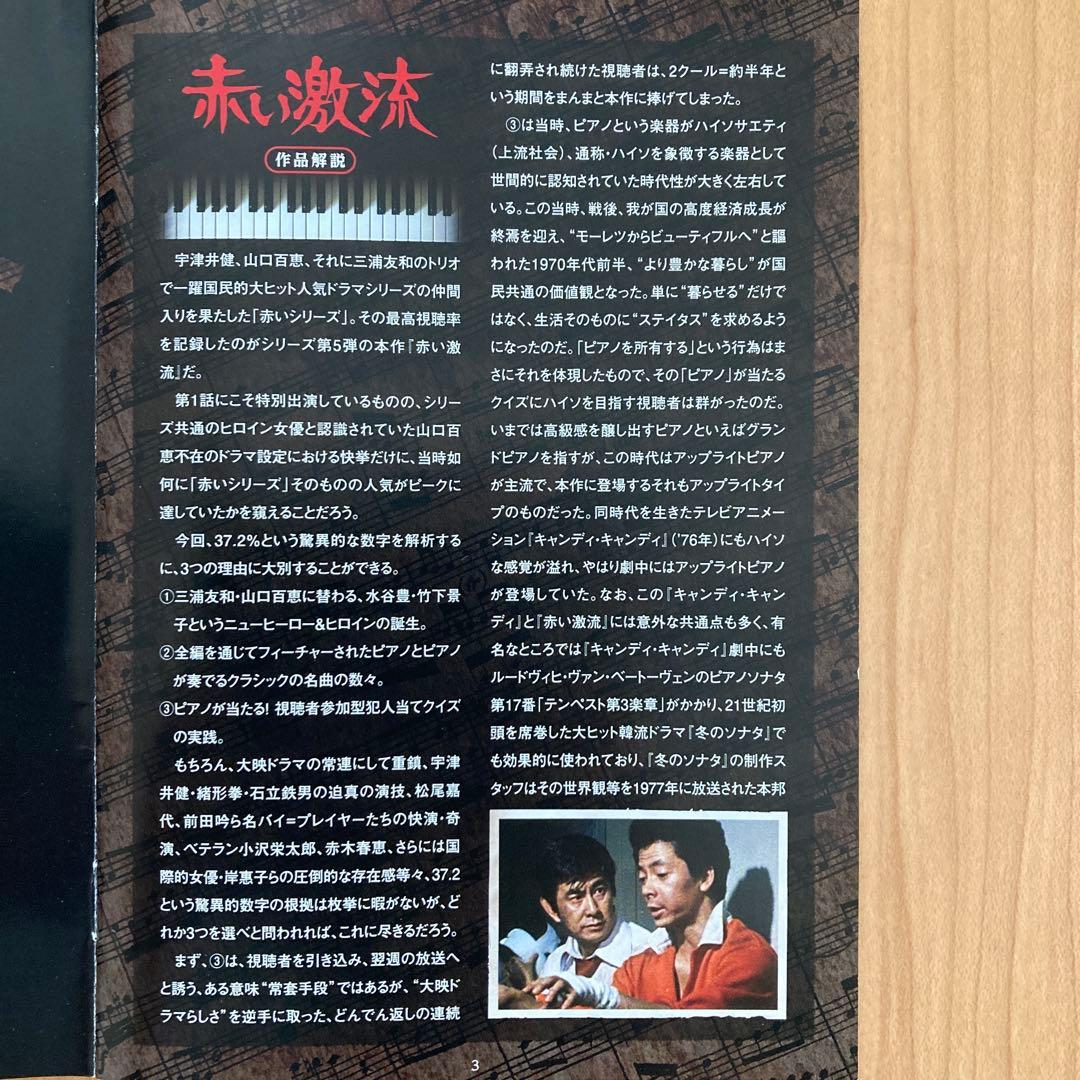 赤い激流
作品解説
宇津井健、山口百恵、それに三浦友和のトリオ
で一躍国民的大ヒット人気ドラマシリーズの仲間
入りを果たした「赤いシリーズ」。その最高視聴率
を記録したのがシリーズ第5弾の本作『赤い激
流』だ。
第1話にこそ特別出演しているものの、シリー
ズ共通のヒロイン女優と認識されていた山口百
恵不在のドラマ設定における快挙だけに、当時如
何に「赤いシリーズ」そのものの人気がピークに
達していたかを窺えることだろう。
今回、37.2%という驚異的な数字を解析する
に、3つの理由に大別することができる。
①三浦友和・山口百恵に替わる、水谷豊・竹下景
子というニューヒーロー&ヒロインの誕生。
②全編を通じてフィーチャーされたピアノとピアノ
が奏でるクラシックの名曲の数々。
③ピアノが当たる! 視聴者参加型犯人当てクイズ
の実践。
もちろん、大映ドラマの常連にして重鎮、宇津
井健・緒形拳・石立鉄男の迫真の演技、松尾嘉
代、前田吟ら名バイ=プレイヤーたちの快演・奇
演、ベテラン小沢栄太郎、赤木春恵、さらには国
際的女優・岸惠子らの圧倒的な存在感等々、37.2
という驚異的数字の根拠は枚挙に暇がないが、ど
れか3つを選べと問われれば、これに尽きるだろう。
まず、③は、視聴者を引き込み、翌週の放送へ
と誘う、ある意味“常套手段”ではあるが、“大映ド
ラマらしさ”を逆手に取った、どんでん返しの連続
に翻弄され続けた視聴者は、2クール=約半年と
いう期間をまんまと本作に捧げてしまった。
③は当時、ピアノという楽器がハイソサエティ
(上流社会)、通称・ハイソを象徴する楽器として
世間的に認知されていた時代性が大きく左右して
いる。この当時、戦後、我が国の高度経済成長が
終焉を迎え、“モーレツからビューティフルへ”と謳
われた1970年代前半、“より豊かな暮らし”が国
民共通の価値観となった。単に“暮らせる”だけで
はなく、生活そのものに“ステイタス”を求めるよう
になったのだ。「ピアノを所有する」という行為はま
さにそれを体現したもので、その「ピアノ」が当たる
クイズにハイソを目指す視聴者は群がったのだ。
いまでは高級感を醸し出すピアノといえばグラン
ドピアノを指すが、この時代はアップライトピアノ
が主流で、本作に登場するそれもアップライトタイ
プのものだった。同時代を生きたテレビアニメー
ション『キャンディ・キャンディ』('76年)にもハイソ
な感覚が溢れ、やはり劇中にはアップライトピアノ
が登場していた。なお、この『キャンディ・キャン
ディ』と『赤い激流』には意外な共通点も多く、有
名なところでは『キャンディ・キャンディ』劇中にも
ルードヴィヒ・ヴァン・ベートーヴェンのピアノソナタ
第17番「テンペスト第3楽章」がかかり、21世紀初
頭を席巻した大ヒット韓流ドラマ『冬のソナタ』で
も効果的に使われており、『冬のソナタ』の制作ス
タッフはその世界観等を1977年に放送された本邦
3